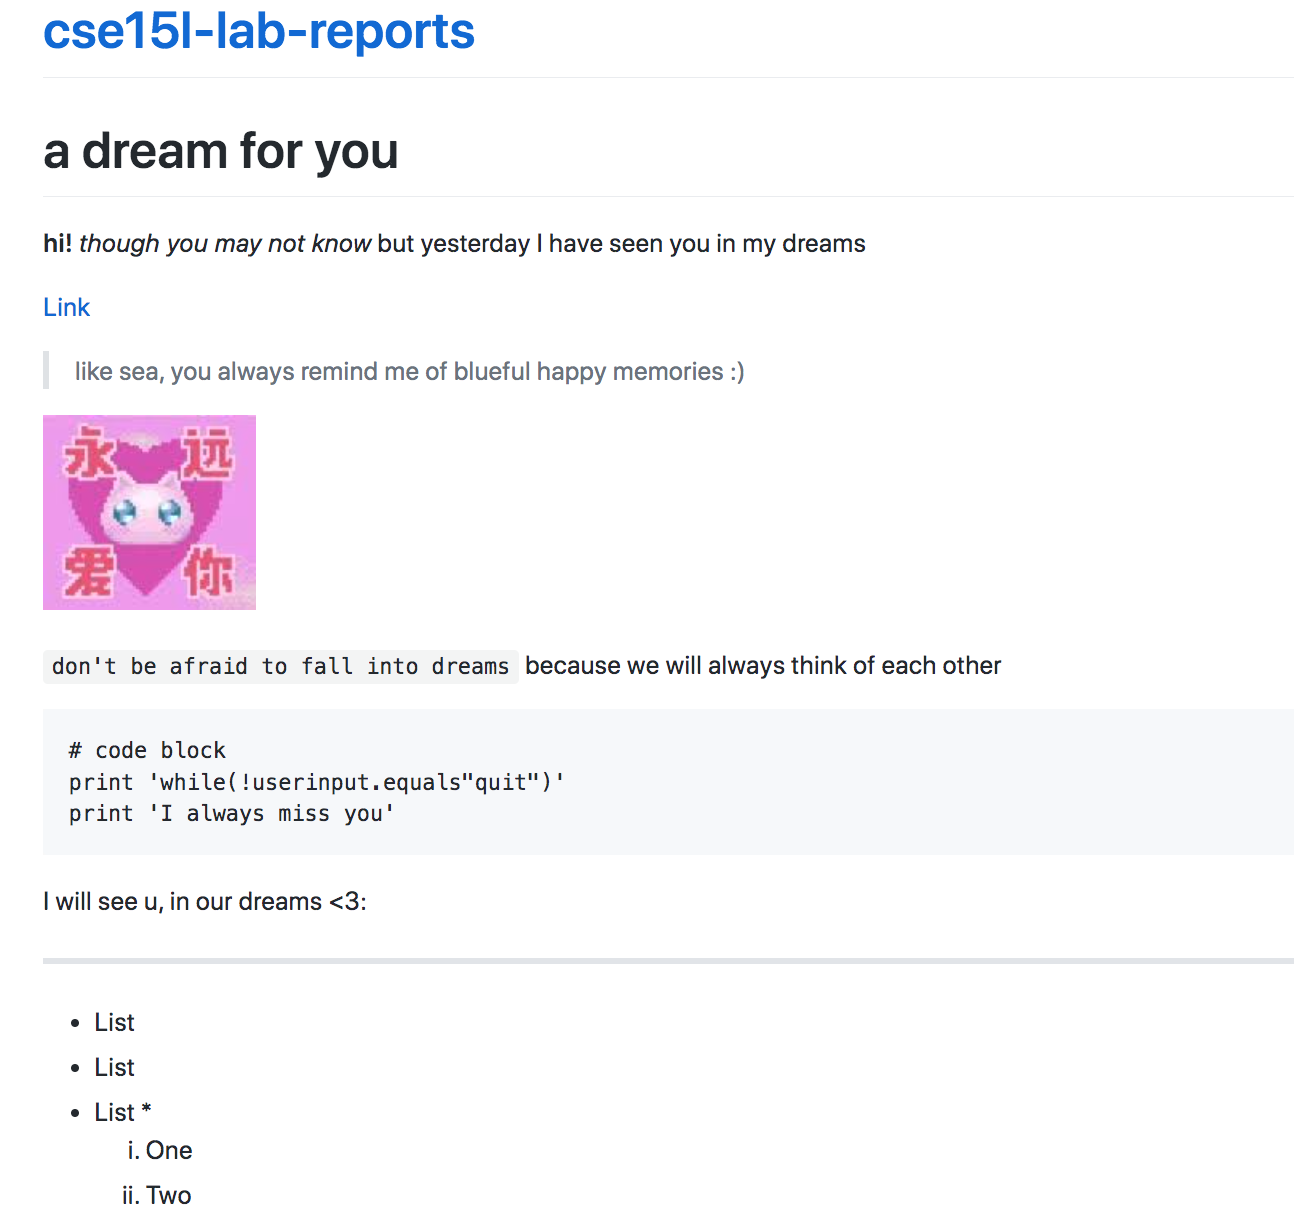 cse15l-lab-reports
a dream for you
hi! though you may not know but yesterday I have seen you in my dreams
Link
like sea, you always remind me of blueful happy memories :)
永 远
爱 你
don't be afraid to fall into dreams because we will always think of each other
# code block
print 'while(!userinput.equals"quit")'
print 'I always miss you'
I will see u, in our dreams <3:
• List
• List
• List *
i. One
ii. Two